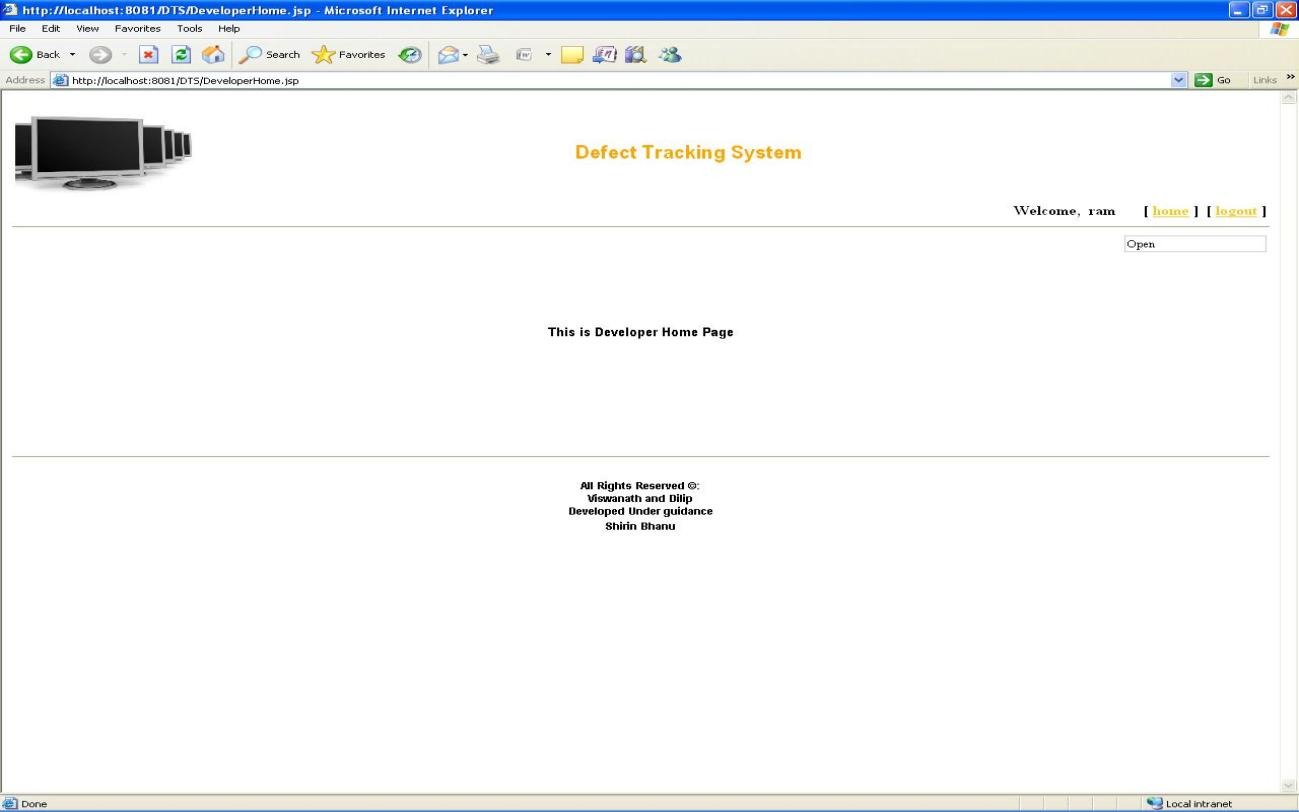 http://localhost:8081/DTS/DeveloperHome.jsp - Microsoft Internet Explorer
File Edit View Favorites Tools Help
Back Search Favorites
Address http://localhost:8081/DTS/DeveloperHome.jsp Go Links »
Defect Tracking System
Welcome, ram [ home ] [ logout ]
Open
This is Developer Home Page
All Rights Reserved ©:
Viswanath and Dilip
Developed Under guidance
Shirin Bhanu
Done Local intranet